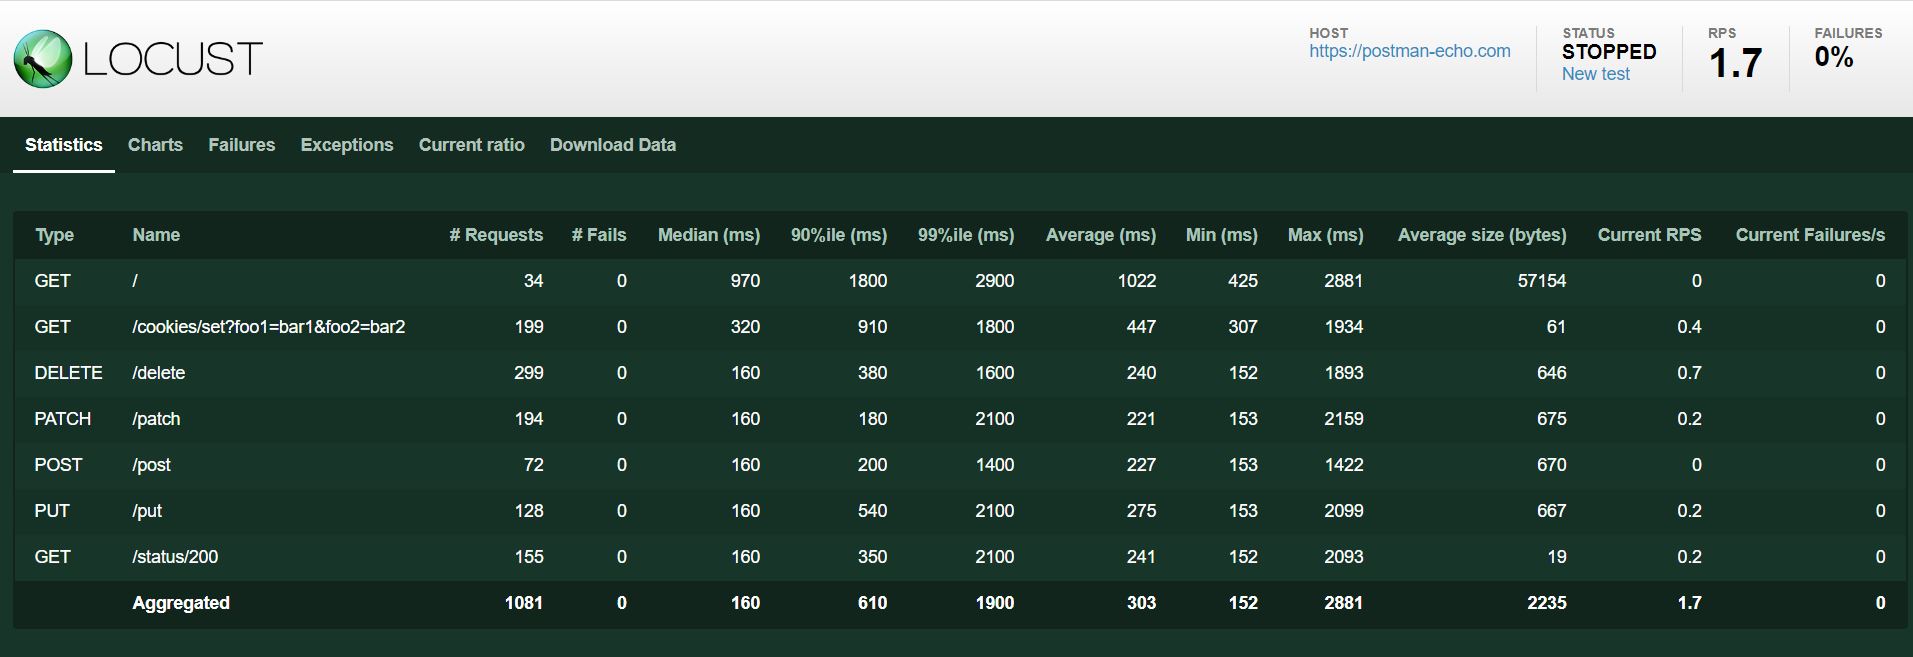 LOCUST
HOST
https://postman-echo.com
STATUS
STOPPED
New test
RPS
1.7
FAILURES
0%
Statistics Charts Failures Exceptions Current ratio Download Data
Type Name # Requests # Fails Median (ms) 90%ile (ms) 99%ile (ms) Average (ms) Min (ms) Max (ms) Average size (bytes) Current RPS Current Failures/s
GET / 34 0 970 1800 2900 1022 425 2881 57154 0 0
GET /cookies/set?foo1=bar1&foo2=bar2 199 0 320 910 1800 447 307 1934 61 0.4 0
DELETE /delete 299 0 160 380 1600 240 152 1893 646 0.7 0
PATCH /patch 194 0 160 180 2100 221 153 2159 675 0.2 0
POST /post 72 0 160 200 1400 227 153 1422 670 0 0
PUT /put 128 0 160 540 2100 275 153 2099 667 0.2 0
GET /status/200 155 0 160 350 2100 241 152 2093 19 0.2 0
Aggregated 1081 0 160 610 1900 303 152 2881 2235 1.7 0